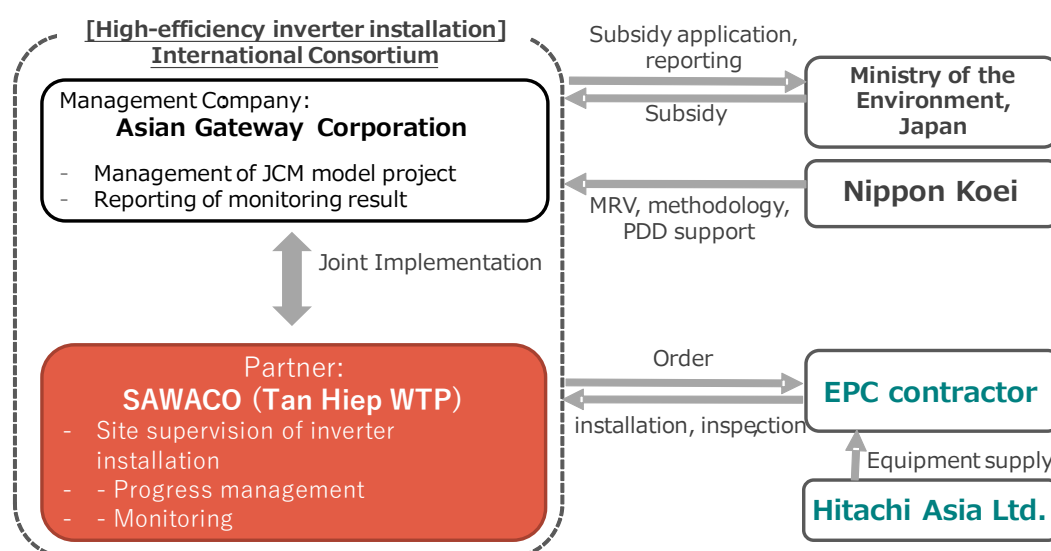 [High-efficiency inverter installation]
International Consortium
Management Company:
Asian Gateway Corporation
- Management of JCM model project
- Reporting of monitoring result
Joint Implementation
Partner:
SAWACO (Tan Hiep WTP)
- Site supervision of inverter
installation
- - Progress management
- - Monitoring
Subsidy application,
reporting
Subsidy
Ministry of the
Environment,
Japan
MRV, methodology,
PDD support
Nippon Koei
Order
installation, inspection
EPC contractor
Equipment supply
Hitachi Asia Ltd.